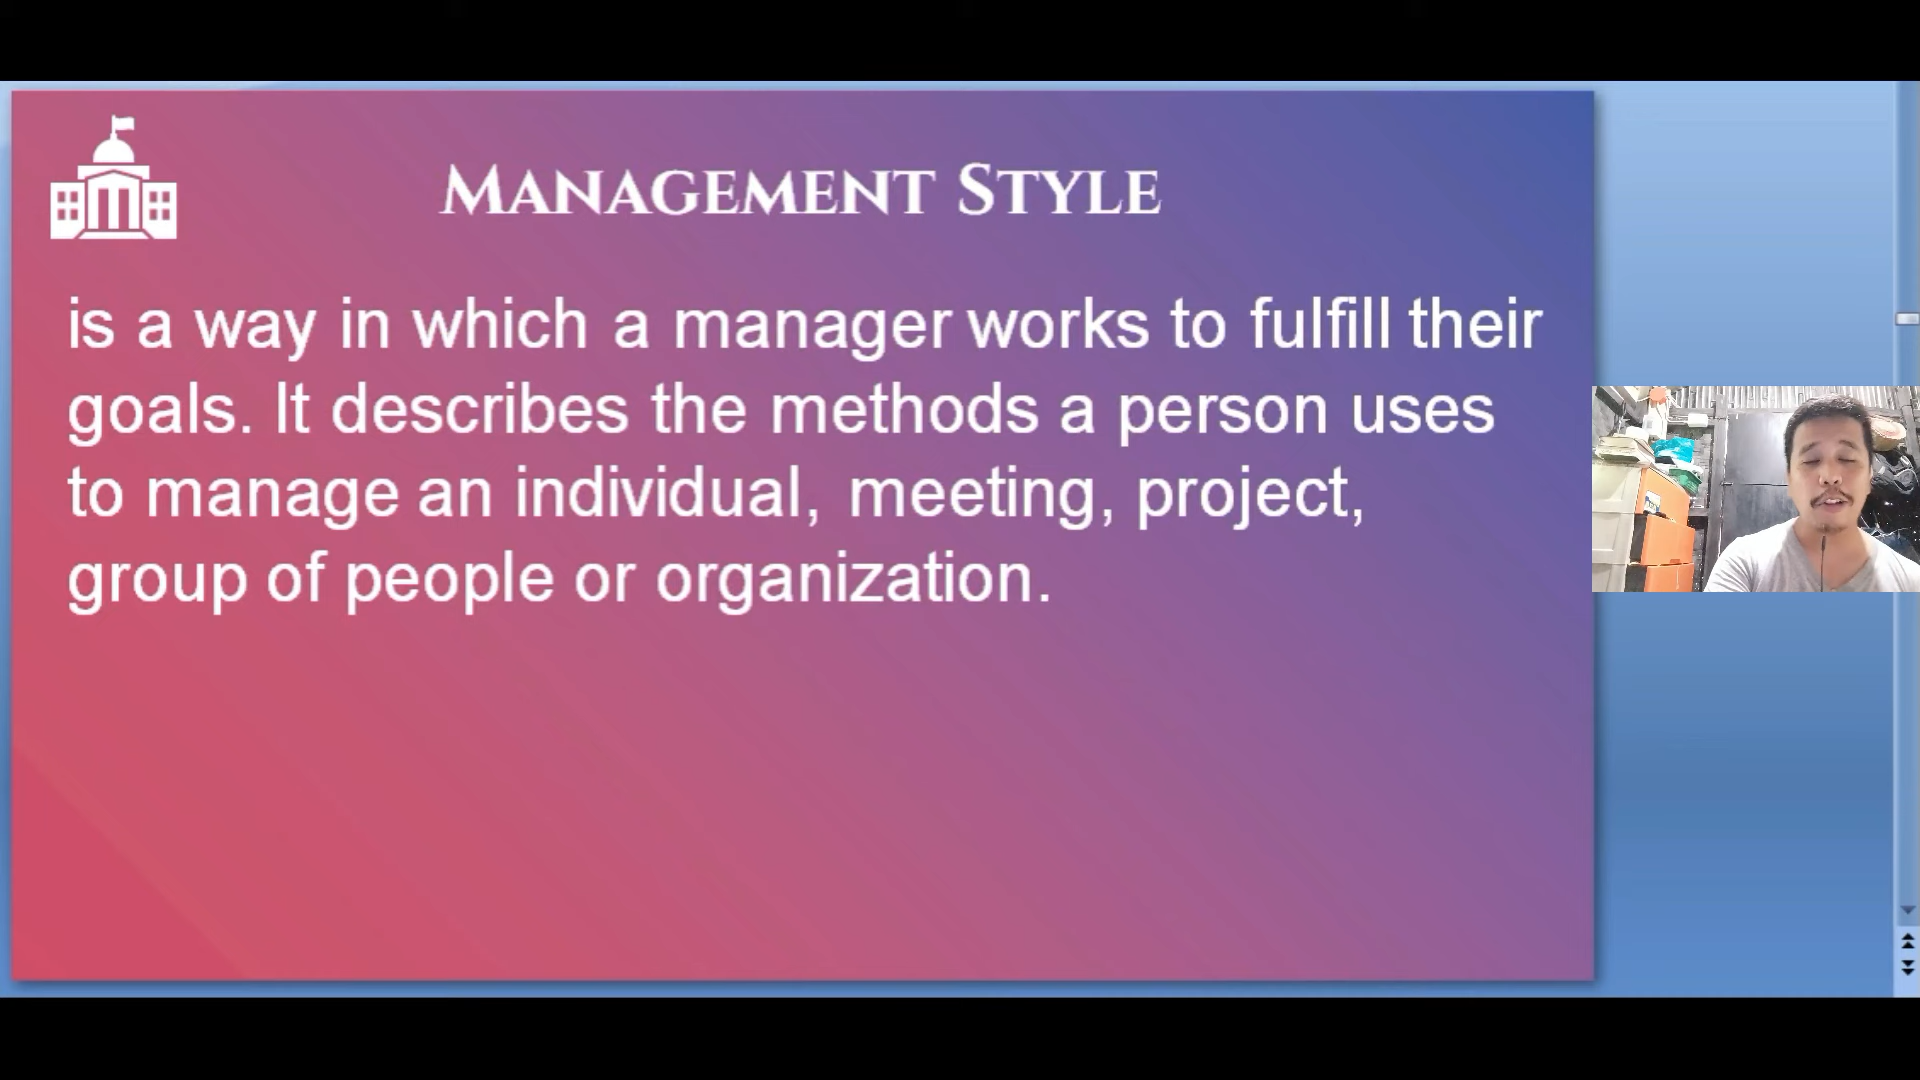 MANAGEMENT STYLE
is a way in which a manager works to fulfill their
goals. It describes the methods a person uses
to manage an individual, meeting, project,
group of people or organization.